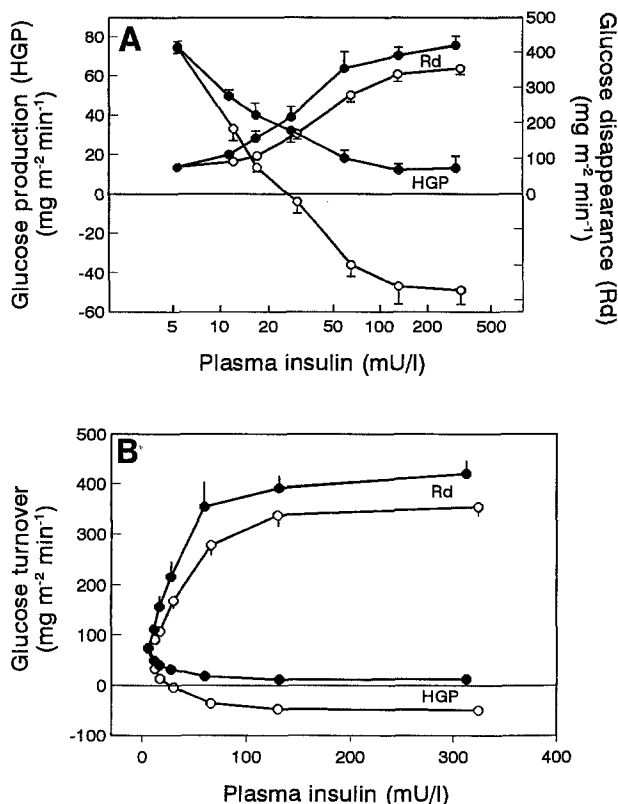 A
Glucose production (HGP)
(mg m⁻² min⁻¹)
80
60
40
20
0
-20
-40
-60
500
400
300
200
100
0
Glucose disappearance (Rd)
(mg m⁻² min⁻¹)
Rd
HGP
5 10 20 50 100 200 500
Plasma insulin (mU/l)
B
Glucose turnover
(mg m⁻² min⁻¹)
500
400
300
200
100
0
-100
Rd
HGP
0 100 200 300 400
Plasma insulin (mU/l)